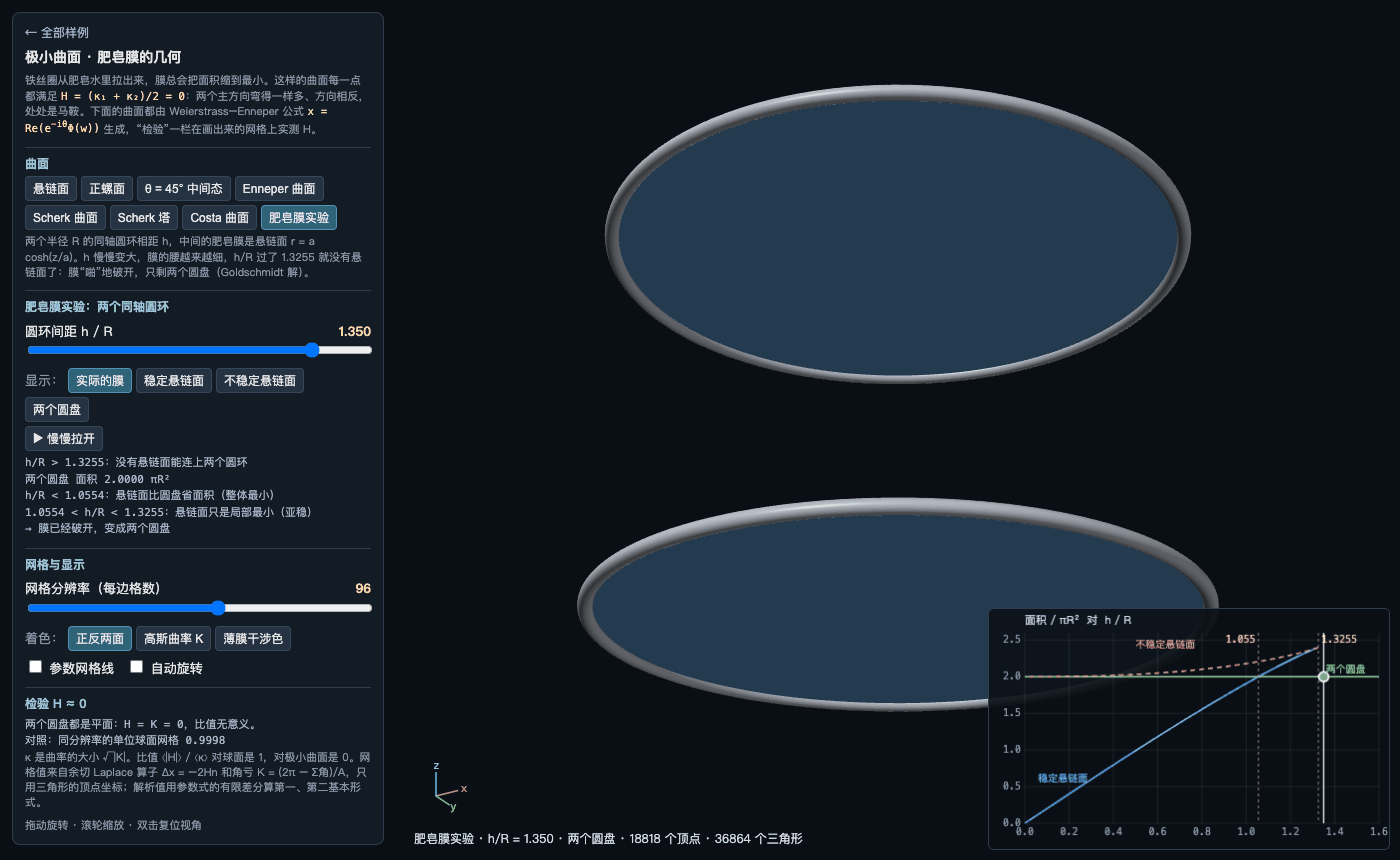 ← 全部样例
极小曲面 · 肥皂膜的几何
铁丝圈从肥皂水里拉出来，膜总会把面积缩到最小。这样的曲面每一点
都满足 H = (κ₁ + κ₂)/2 = 0：两个主方向弯得一样多、方向相反，
处处是马鞍。下面的曲面都由 Weierstrass—Enneper 公式 x =
Re(e⁻ⁱᶿΦ(w)) 生成，“检验”一栏在画出来的网格上实测 H。
曲面
悬链面 正螺面 θ = 45° 中间态 Enneper 曲面
Scherk 曲面 Scherk 塔 Costa 曲面 肥皂膜实验
两个半径 R 的同轴圆环相距 h，中间的肥皂膜是悬链面 r = a
cosh(z/a)。h 慢慢变大，膜的腰越来越细，h/R 过了 1.3255 就没有悬
链面了：膜“啪”地破开，只剩两个圆盘（Goldschmidt 解）。
肥皂膜实验：两个同轴圆环
圆环间距 h / R 1.350
显示： 实际的膜 稳定悬链面 不稳定悬链面
两个圆盘
▶ 慢慢拉开
h/R > 1.3255：没有悬链面能连上两个圆环
两个圆盘 面积 2.0000 πR²
h/R < 1.0554：悬链面比圆盘省面积（整体最小）
1.0554 < h/R < 1.3255：悬链面只是局部最小（亚稳）
→ 膜已经破开，变成两个圆盘
网格与显示
网格分辨率（每边格数） 96
着色： 正反两面 高斯曲率 K 薄膜干涉色
参数网格线 自动旋转
检验 H ≈ 0
两个圆盘都是平面：H = K = 0，比值无意义。
对照：同分辨率的单位球面网格 0.9998
κ 是曲率的大小 √|K|。比值 ⟨|H|⟩ / ⟨κ⟩ 对球面是 1，对极小曲面是 0。网
格值来自余切 Laplace 算子 Δx = −2Hn 和角亏 K = (2π − Σ角)/A，只
用三角形的顶点坐标；解析值用参数式的有限差分算第一、第二基本形
式。
拖动旋转 · 滚轮缩放 · 双击复位视角
z
x
y
肥皂膜实验 · h/R = 1.350 · 两个圆盘 · 18818 个顶点 · 36864 个三角形
面积 / πR² 对 h / R
2.5 不稳定悬链面 1.055 1.3255
2.0 两个圆盘
1.5
1.0
0.5 稳定悬链面
0.0
0.0 0.2 0.4 0.6 0.8 1.0 1.2 1.4 1.6